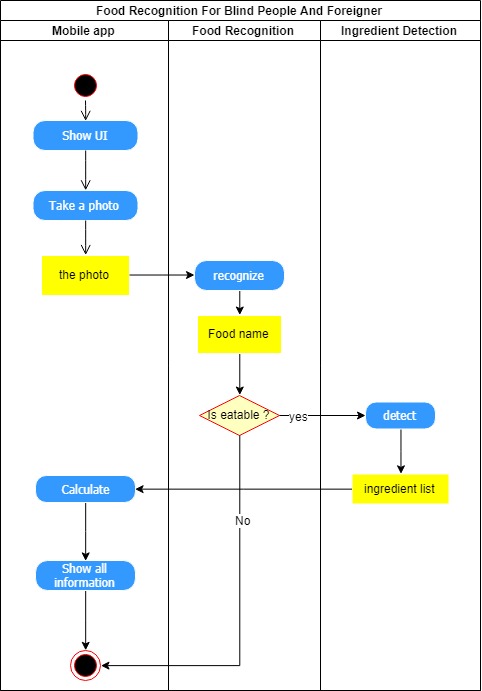 Food Recognition For Blind People And Foreigner
Mobile app
Food Recognition
Ingredient Detection
Show UI
Take a photo
the photo
recognize
Food name
Is eatable ?
yes
detect
Calculate
ingredient list
No
Show all
information